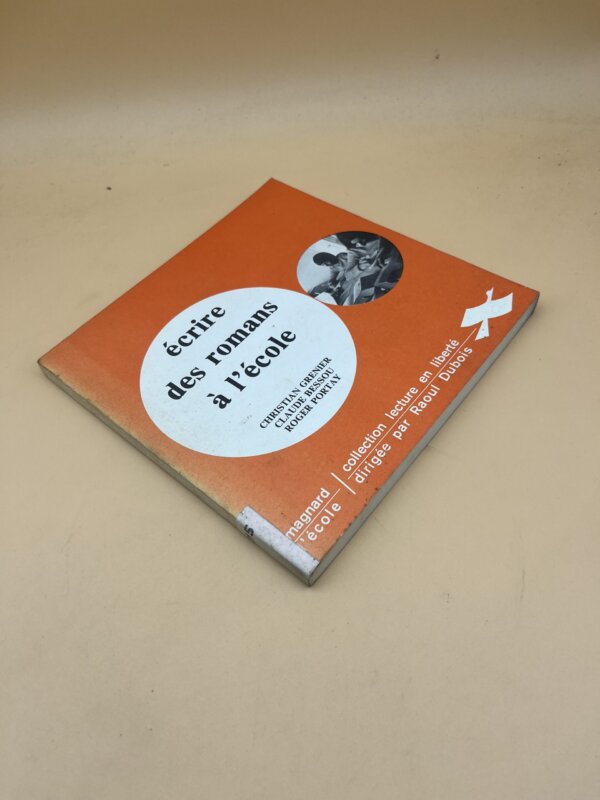 écrire
des romans
à l'école
CHRISTIAN GRENIER
CLAUDE BESSOU
ROGER PORTAY
magnard
l'école
collection lecture en liberté
dirigée par Raoul Dubois